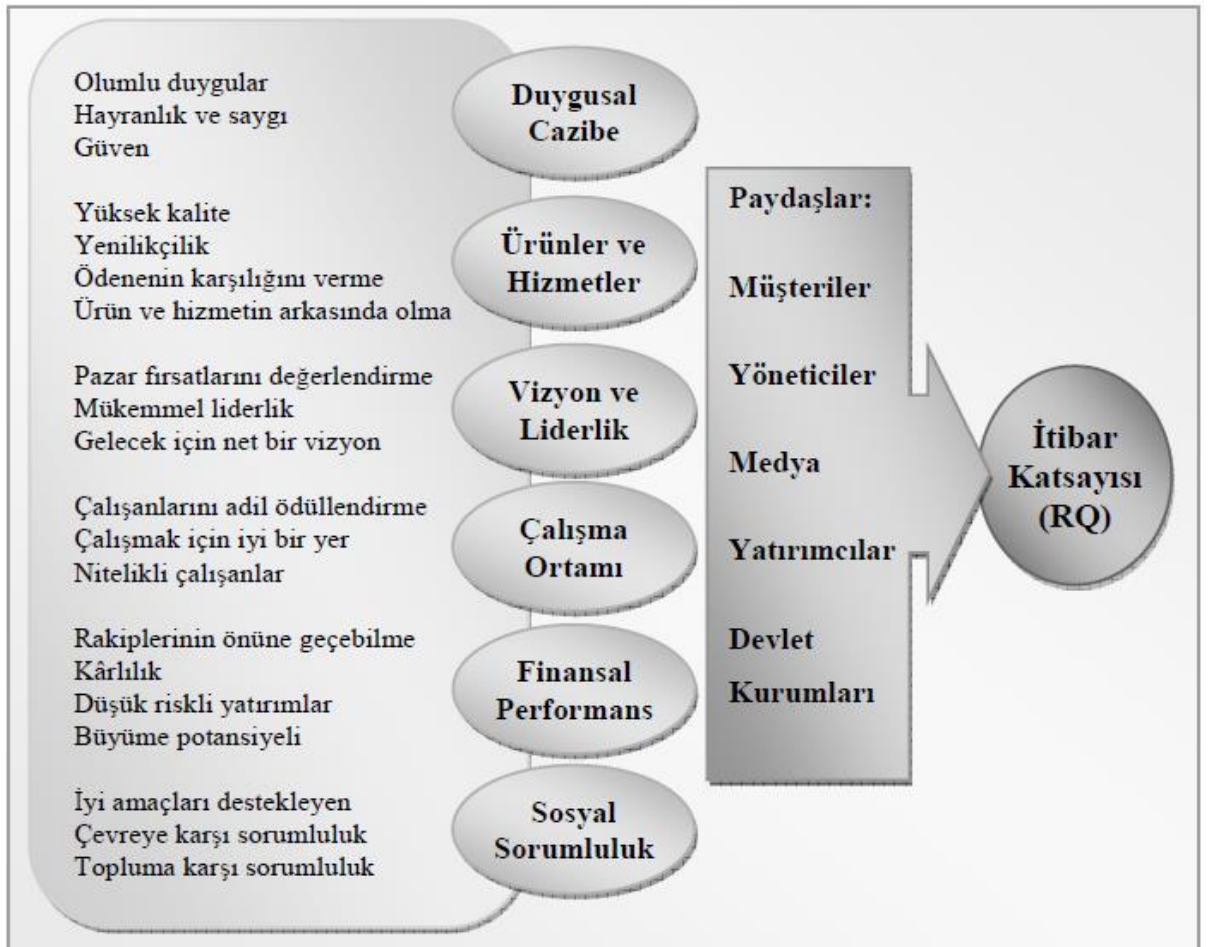 Olumlu duygular
Hayranlık ve saygı
Güven
Duygusal
Cazibe
Yüksek kalite
Yenilikçilik
Ödenenin karşılığını verme
Ürün ve hizmetin arkasında olma
Ürünler ve
Hizmetler
Pazar fırsatlarını değerlendirme
Mükemmel liderlik
Gelecek için net bir vizyon
Vizyon ve
Liderlik
Çalışanlarını adil ödüllendirme
Çalışmak için iyi bir yer
Nitelikli çalışanlar
Çalışma
Ortamı
Rakiplerinin önüne geçebilme
Kârlılık
Düşük riskli yatırımlar
Büyüme potansiyeli
Finansal
Performans
İyi amaçları destekleyen
Çevreye karşı sorumluluk
Topluma karşı sorumluluk
Sosyal
Sorumluluk
Paydaşlar:
Müşteriler
Yöneticiler
Medya
Yatırımcılar
Devlet
Kurumları
İtibar
Katsayısı
(RQ)